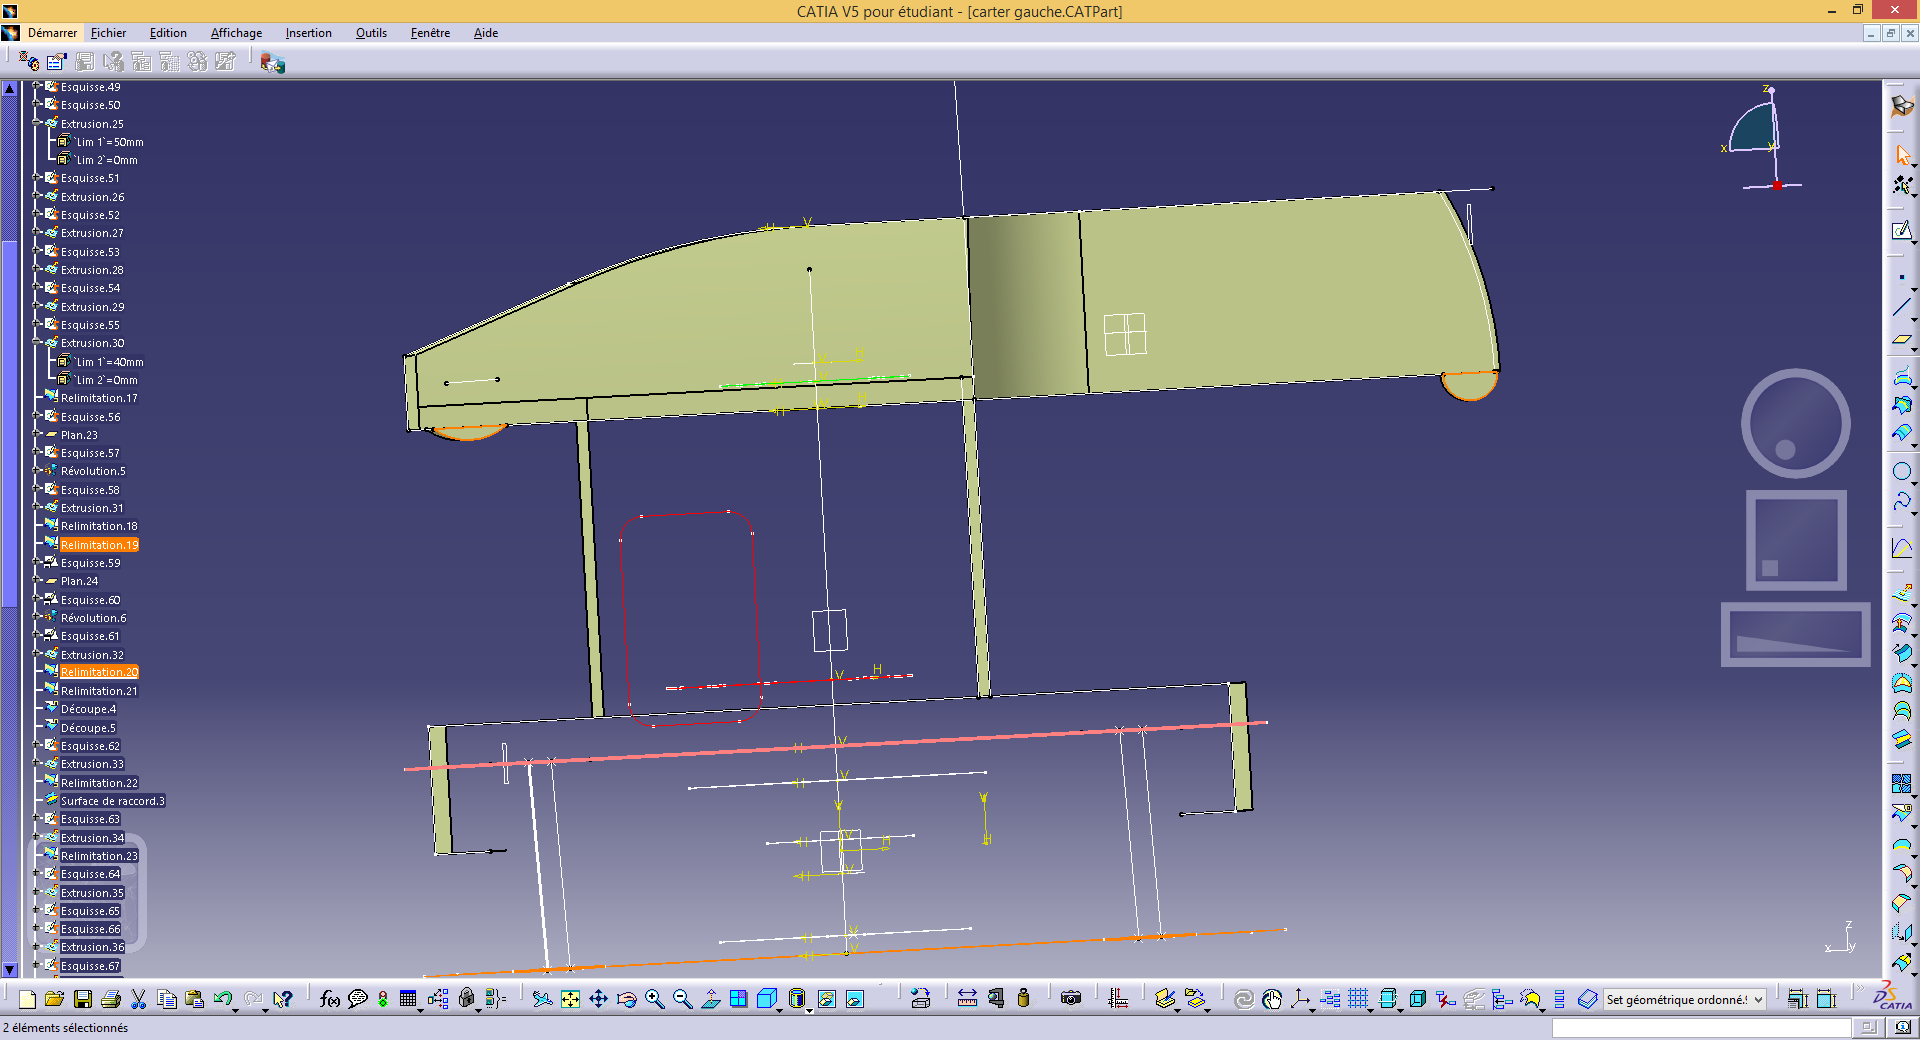 CATIA V5 pour étudiant - [carter gauche.CATPart]
Démarrer Fichier Edition Affichage Insertion Outils Fenêtre Aide
Esquisse.49
Esquisse.50
Extrusion.25
`Lim 1`=50mm
`Lim 2`=0mm
Esquisse.51
Extrusion.26
Esquisse.52
Extrusion.27
Esquisse.53
Extrusion.28
Esquisse.54
Extrusion.29
Esquisse.55
Extrusion.30
`Lim 1`=40mm
`Lim 2`=0mm
Relimitation.17
Esquisse.56
Plan.23
Esquisse.57
Révolution.5
Esquisse.58
Extrusion.31
Relimitation.18
Relimitation.19
Esquisse.59
Plan.24
Esquisse.60
Révolution.6
Esquisse.61
Extrusion.32
Relimitation.20
Relimitation.21
Découpe.4
Découpe.5
Esquisse.62
Extrusion.33
Relimitation.22
Surface de raccord.3
Esquisse.63
Extrusion.34
Relimitation.23
Esquisse.64
Extrusion.35
Esquisse.65
Esquisse.66
Extrusion.36
Esquisse.67
z
x y
V
H
H
V H
V
V
V
V
H
H
V
H
z
x y
f(x)
Set géométrique ordonné.!
CATIA
2 éléments sélectionnés